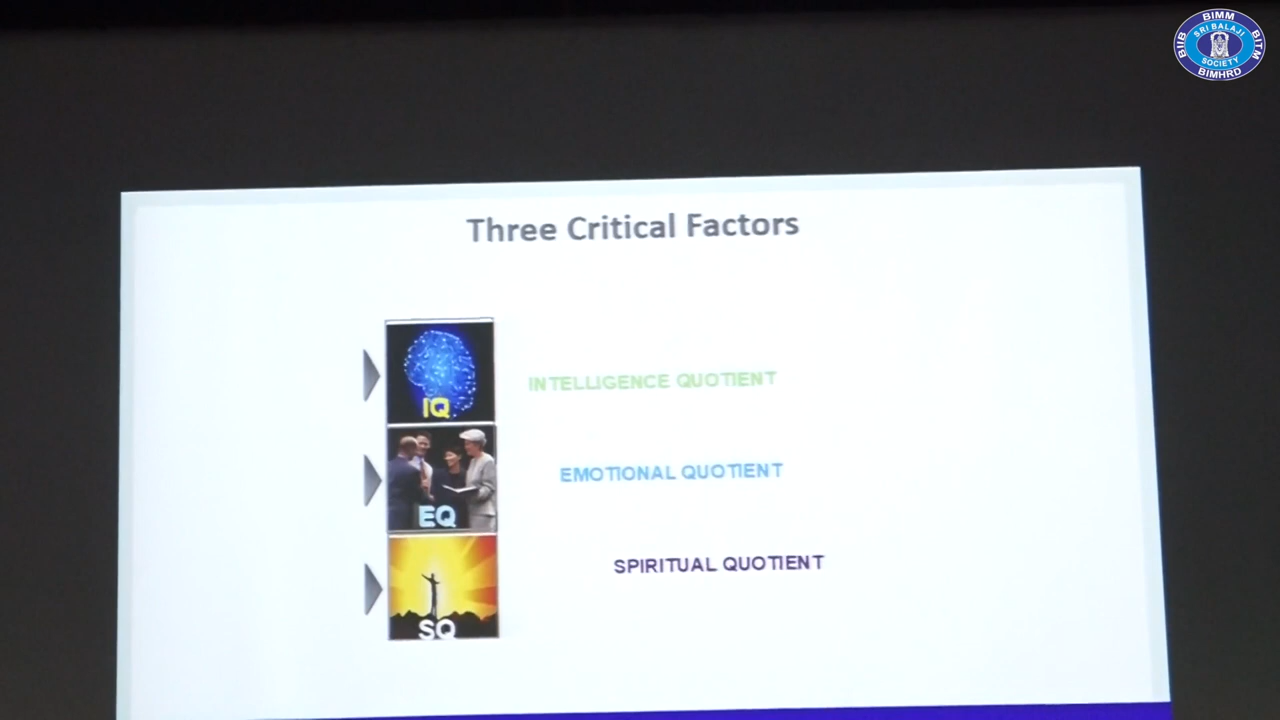 BIMM
BIIB
SRI BALAJI
BITM
SOCIETY
BIMHRD
Three Critical Factors
IQ
INTELLIGENCE QUOTIENT
EQ
EMOTIONAL QUOTIENT
SPIRITUAL QUOTIENT
SQ